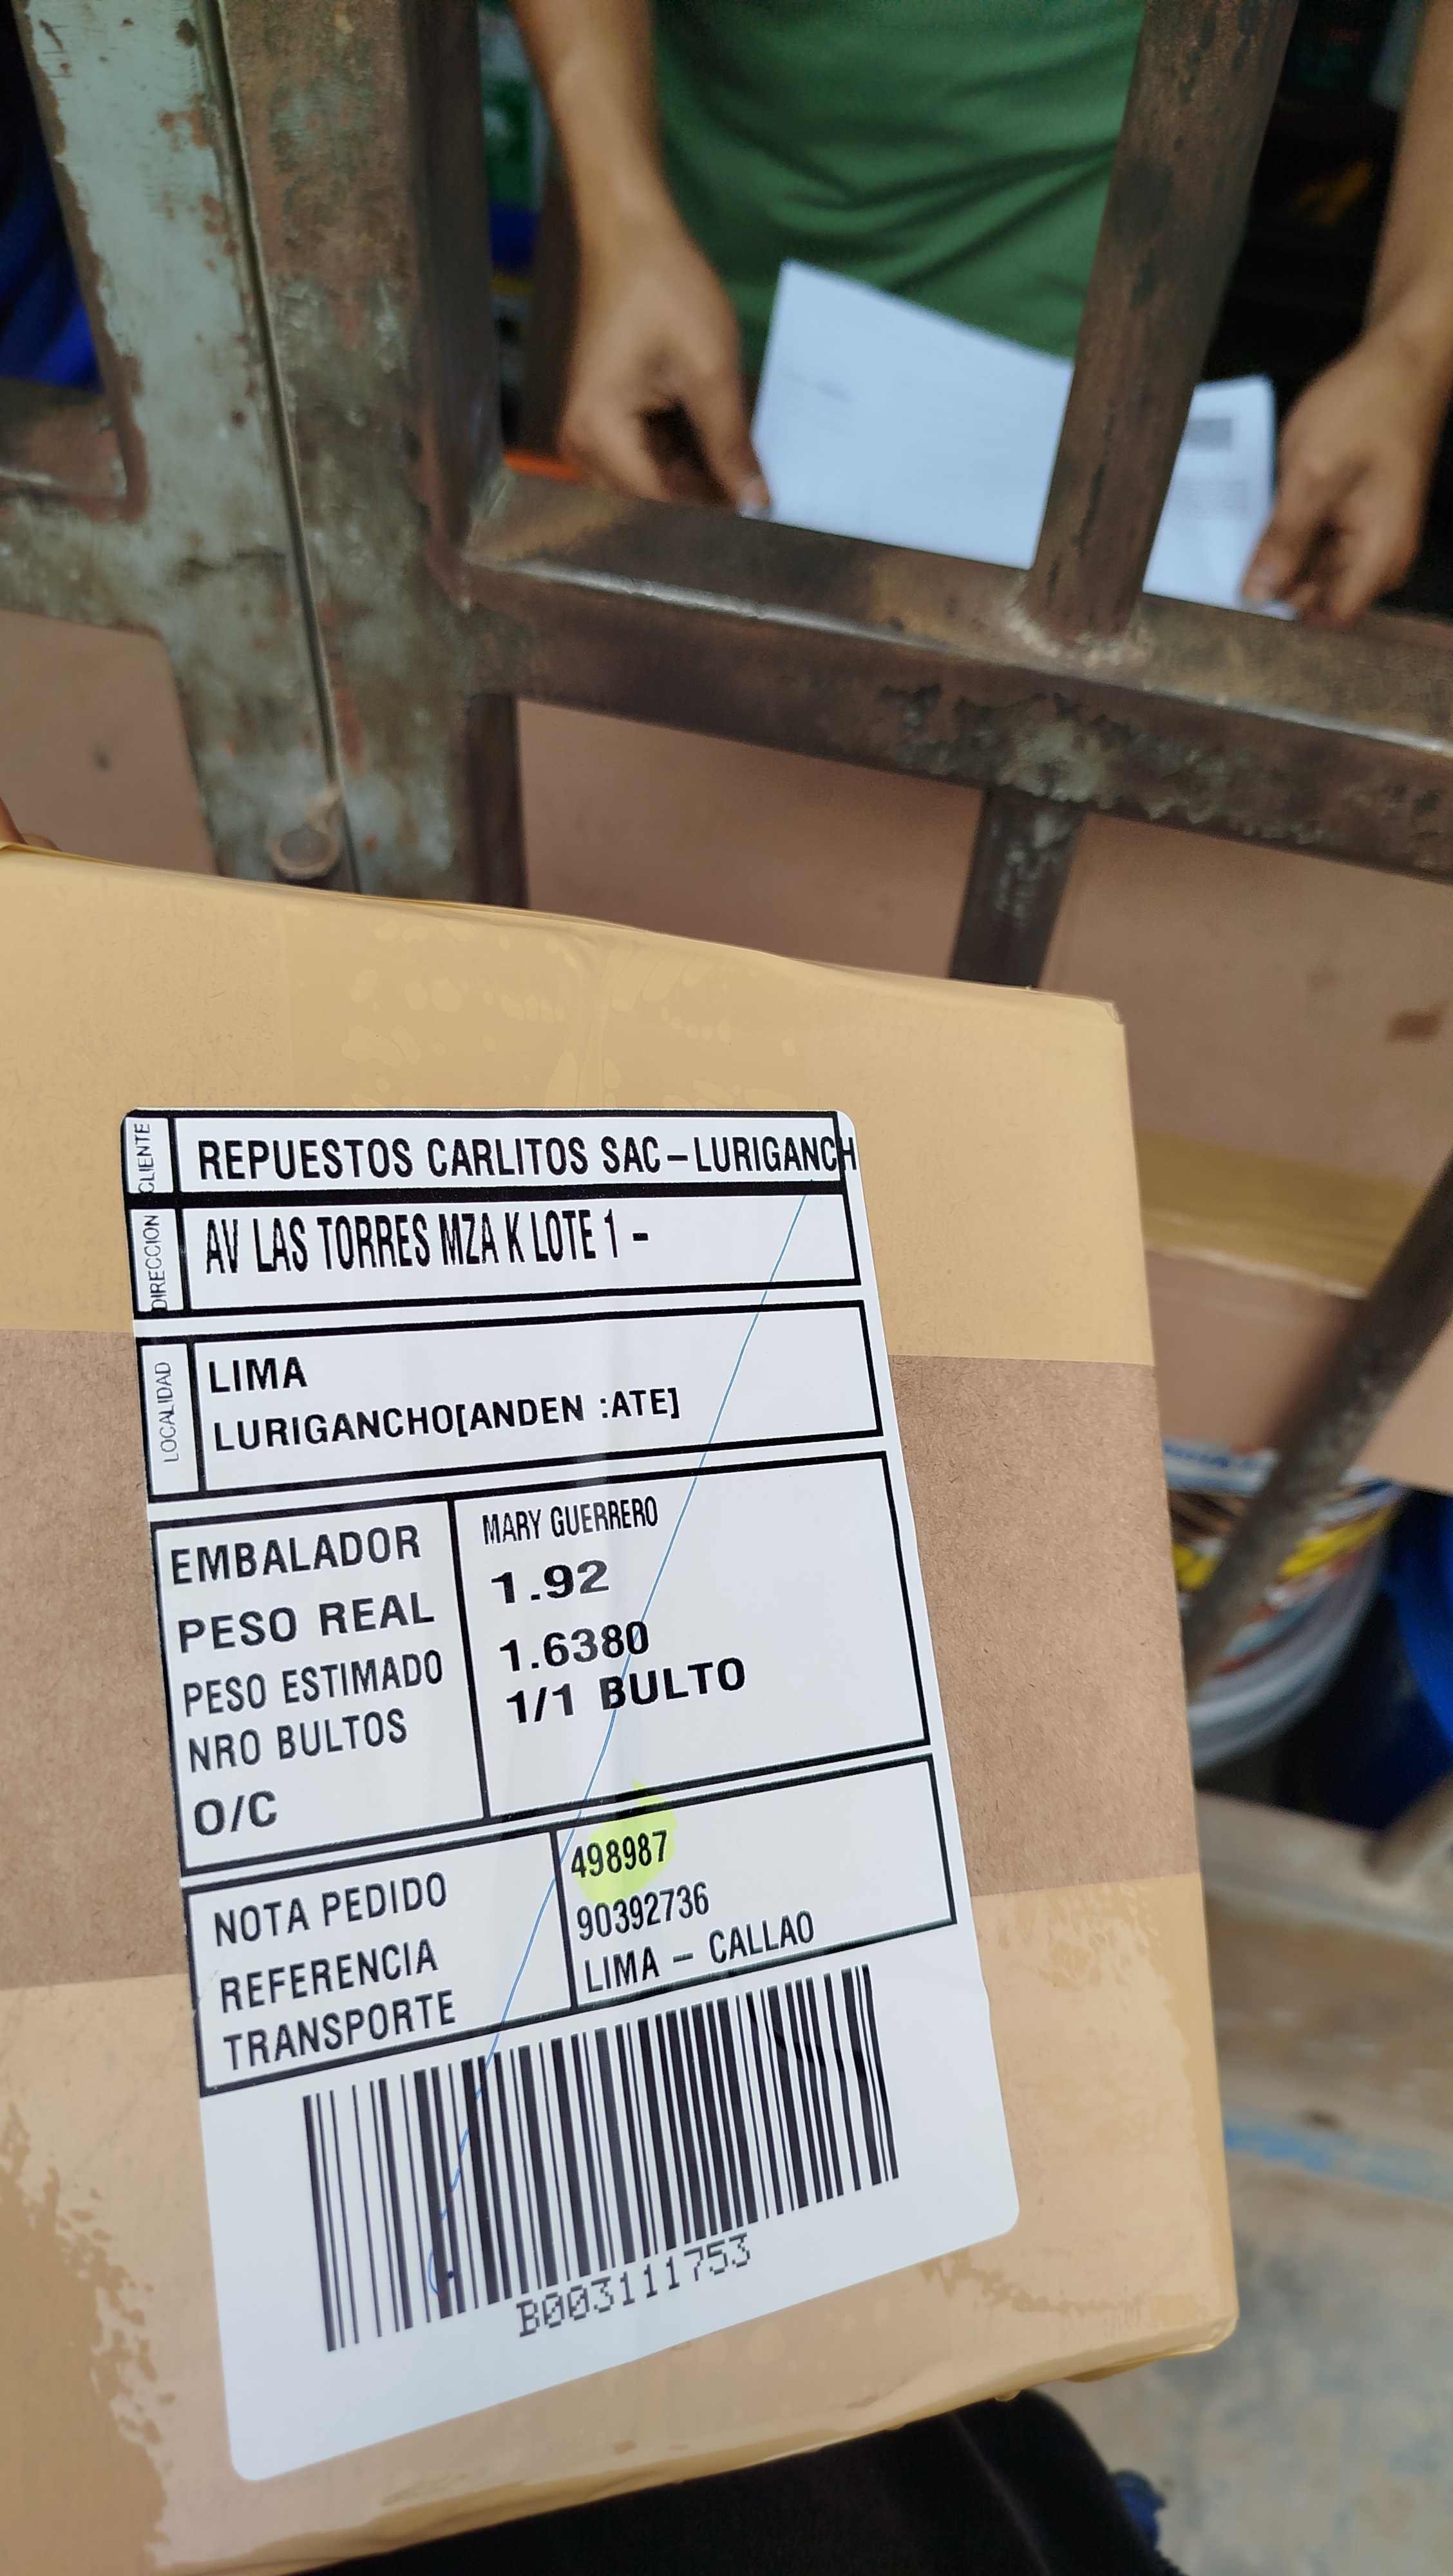 CLIENTE REPUESTOS CARLITOS SAC-LURIGANCH
DIRECCION AV LAS TORRES MZA K LOTE 1 -
LOCALIDAD LIMA
LURIGANCHO[ANDEN :ATE]
EMBALADOR MARY GUERRERO
PESO REAL 1.92
PESO ESTIMADO 1.6380
NRO BULTOS 1/1 BULTO
O/C
NOTA PEDIDO 498987
REFERENCIA 90392736
TRANSPORTE LIMA - CALLAO
B003111753